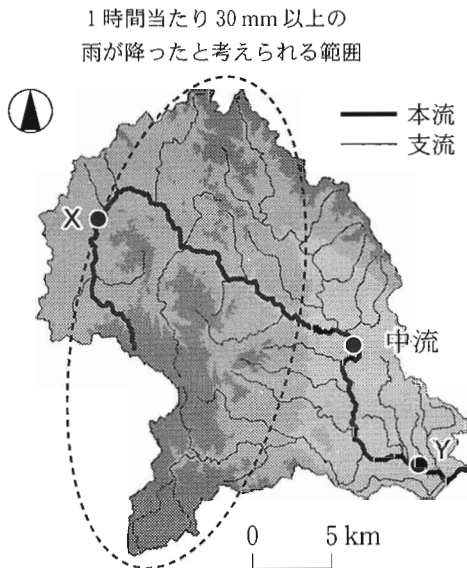 1時間当たり30mm以上の
雨が降ったと考えられる範囲
本流
支流
X
中流
Y
0 5km